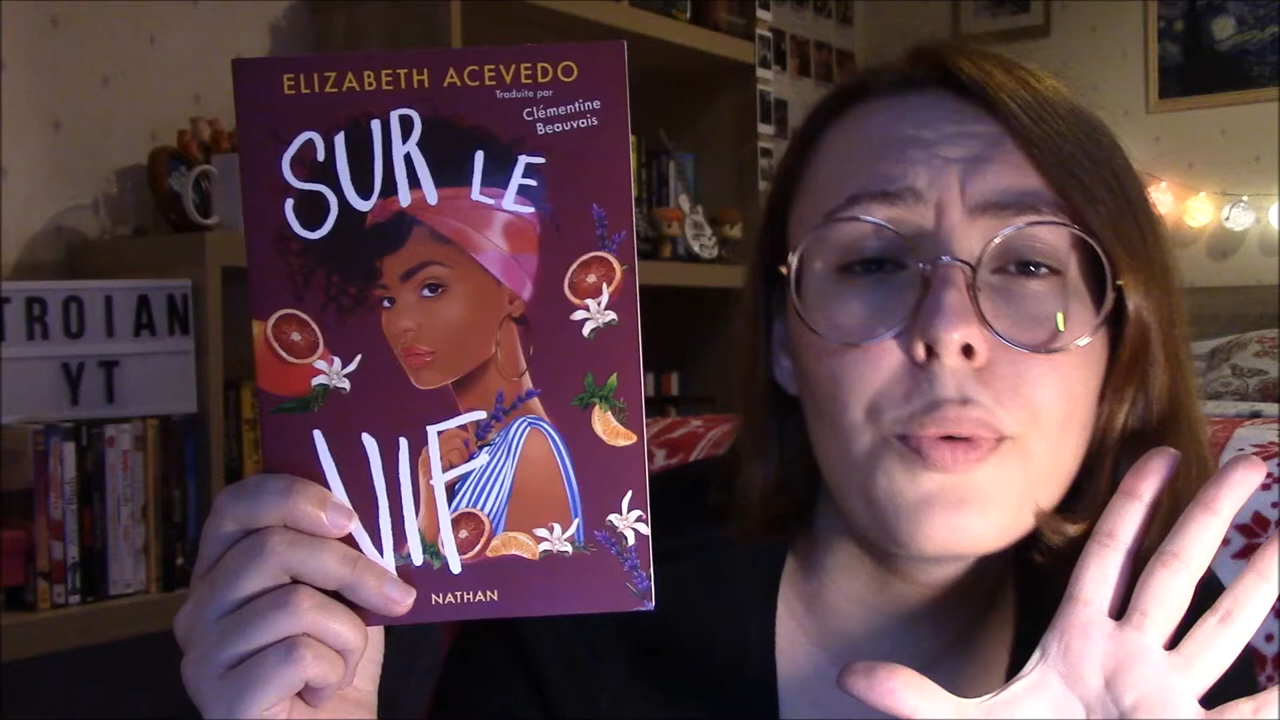 ELIZABETH ACEVEDO
Traduite par
Clémentine
Beauvais
SUR LE
VIF
NATHAN
TROIAN
YT